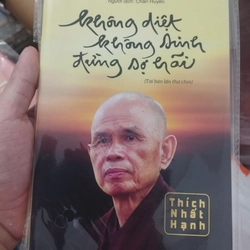 Người dịch: Chân Huyền
không diệt
không sinh
đừng sợ hãi
(Tái bản lần thứ chín)
Thích
Nhất
Hạnh